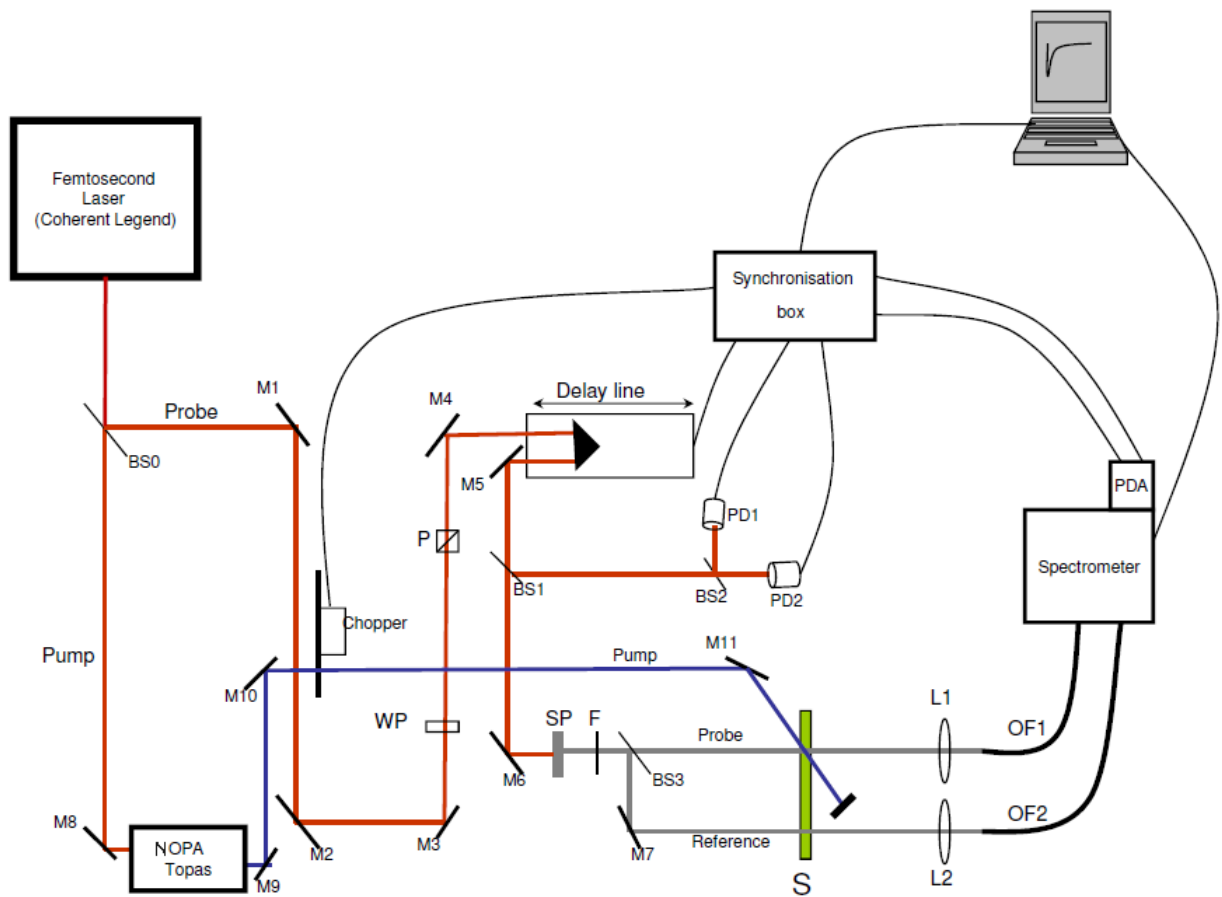 Femtosecond
Laser
(Coherent Legend)
Synchronisation
box
M1
M4
Delay line
Probe
BS0
M5
PDA
PD1
P
Spectrometer
BS1
BS2
PD2
Chopper
Pump
Pump
M11
M10
WP
SP
F
L1
OF1
Probe
M6
BS3
M8
OF2
NOPA
Topas
M2
M3
M7
Reference
M9
S
L2